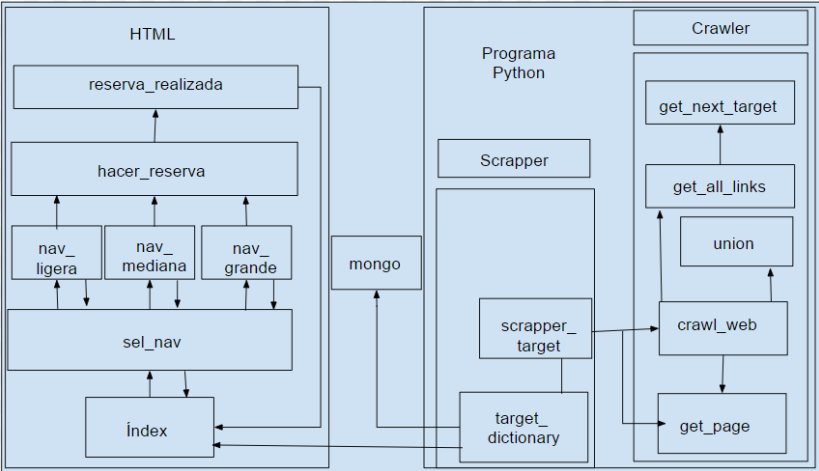 HTML
reserva_realizada
hacer_reserva
nav_
ligera
nav_
mediana
nav_
grande
sel_nav
Índex
mongo
Programa
Python
Scrapper
scrapper_
target
target_
dictionary
Crawler
get_next_target
get_all_links
union
crawl_web
get_page